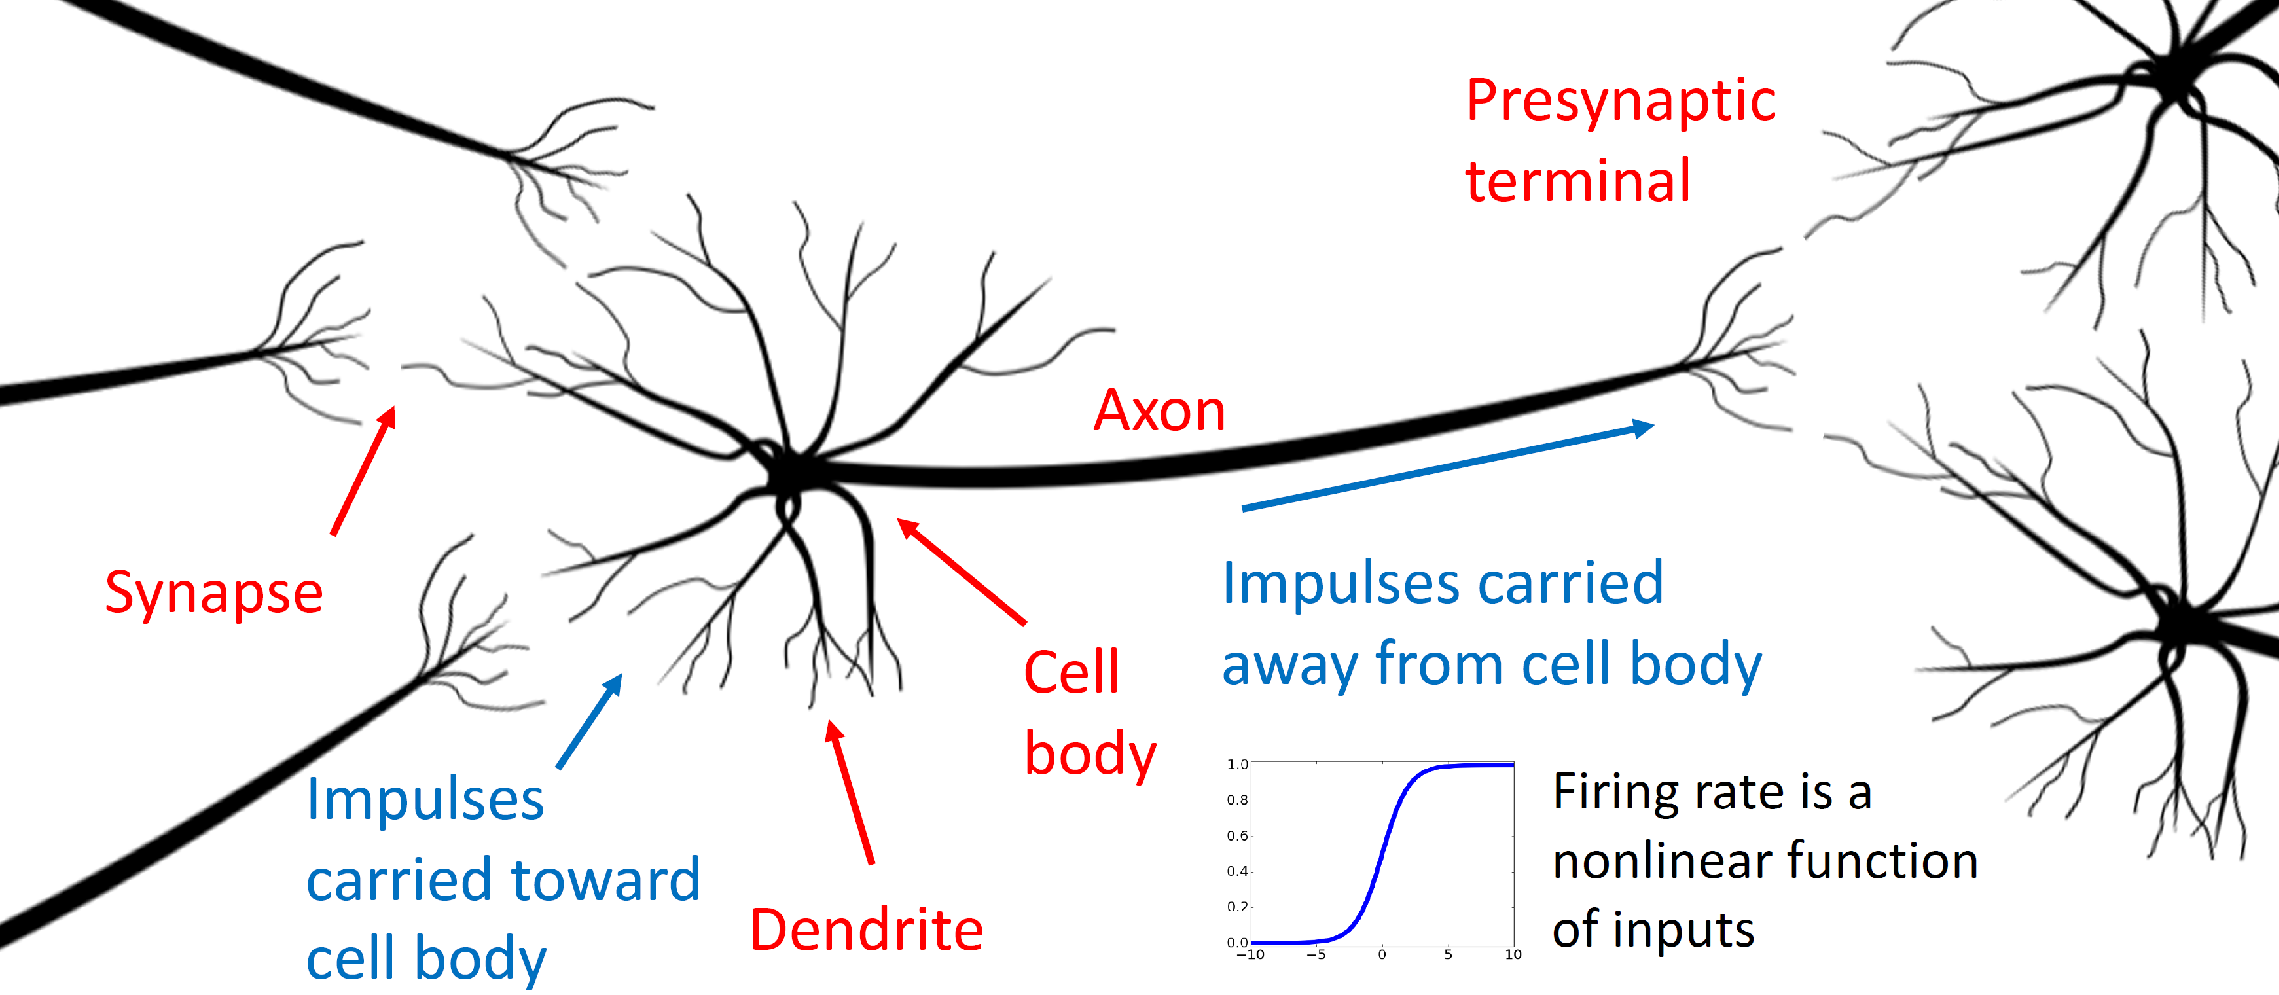 Presynaptic
terminal
Axon
Synapse
Cell
body
Impulses carried
away from cell body
Impulses
carried toward
cell body
Dendrite
1.0
0.8
0.6
0.4
0.2
0.0
−10 −5 0 5 10
Firing rate is a
nonlinear function
of inputs